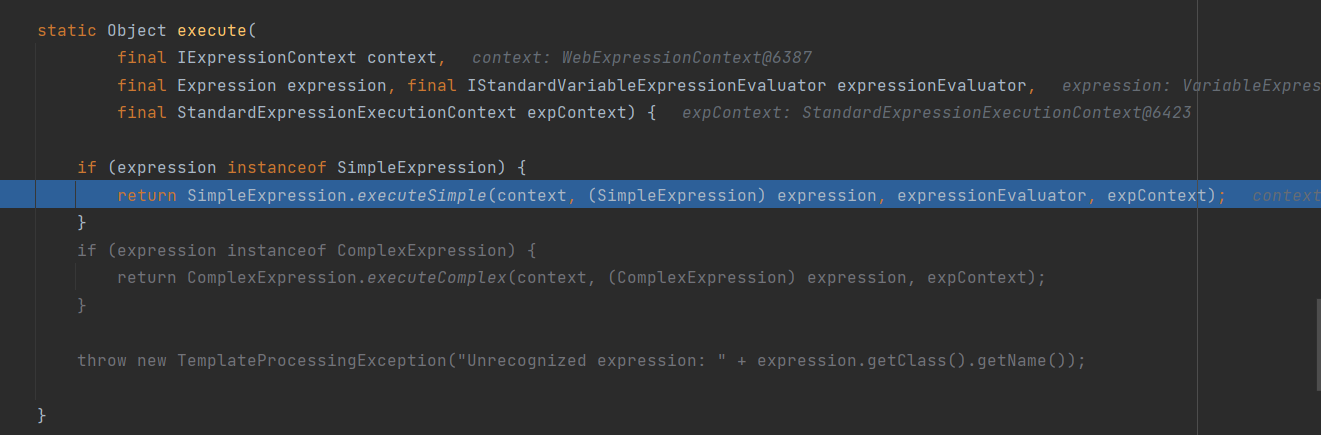 static Object execute(
final IExpressionContext context,   context: WebExpressionContext@6387
final Expression expression, final IStandardVariableExpressionEvaluator expressionEvaluator,   expression: VariableExpres
final StandardExpressionExecutionContext expContext) {   expContext: StandardExpressionExecutionContext@6423
if (expression instanceof SimpleExpression) {
return SimpleExpression.executeSimple(context, (SimpleExpression) expression, expressionEvaluator, expContext);   context
}
if (expression instanceof ComplexExpression) {
return ComplexExpression.executeComplex(context, (ComplexExpression) expression, expContext);
}
throw new TemplateProcessingException("Unrecognized expression: " + expression.getClass().getName());
}